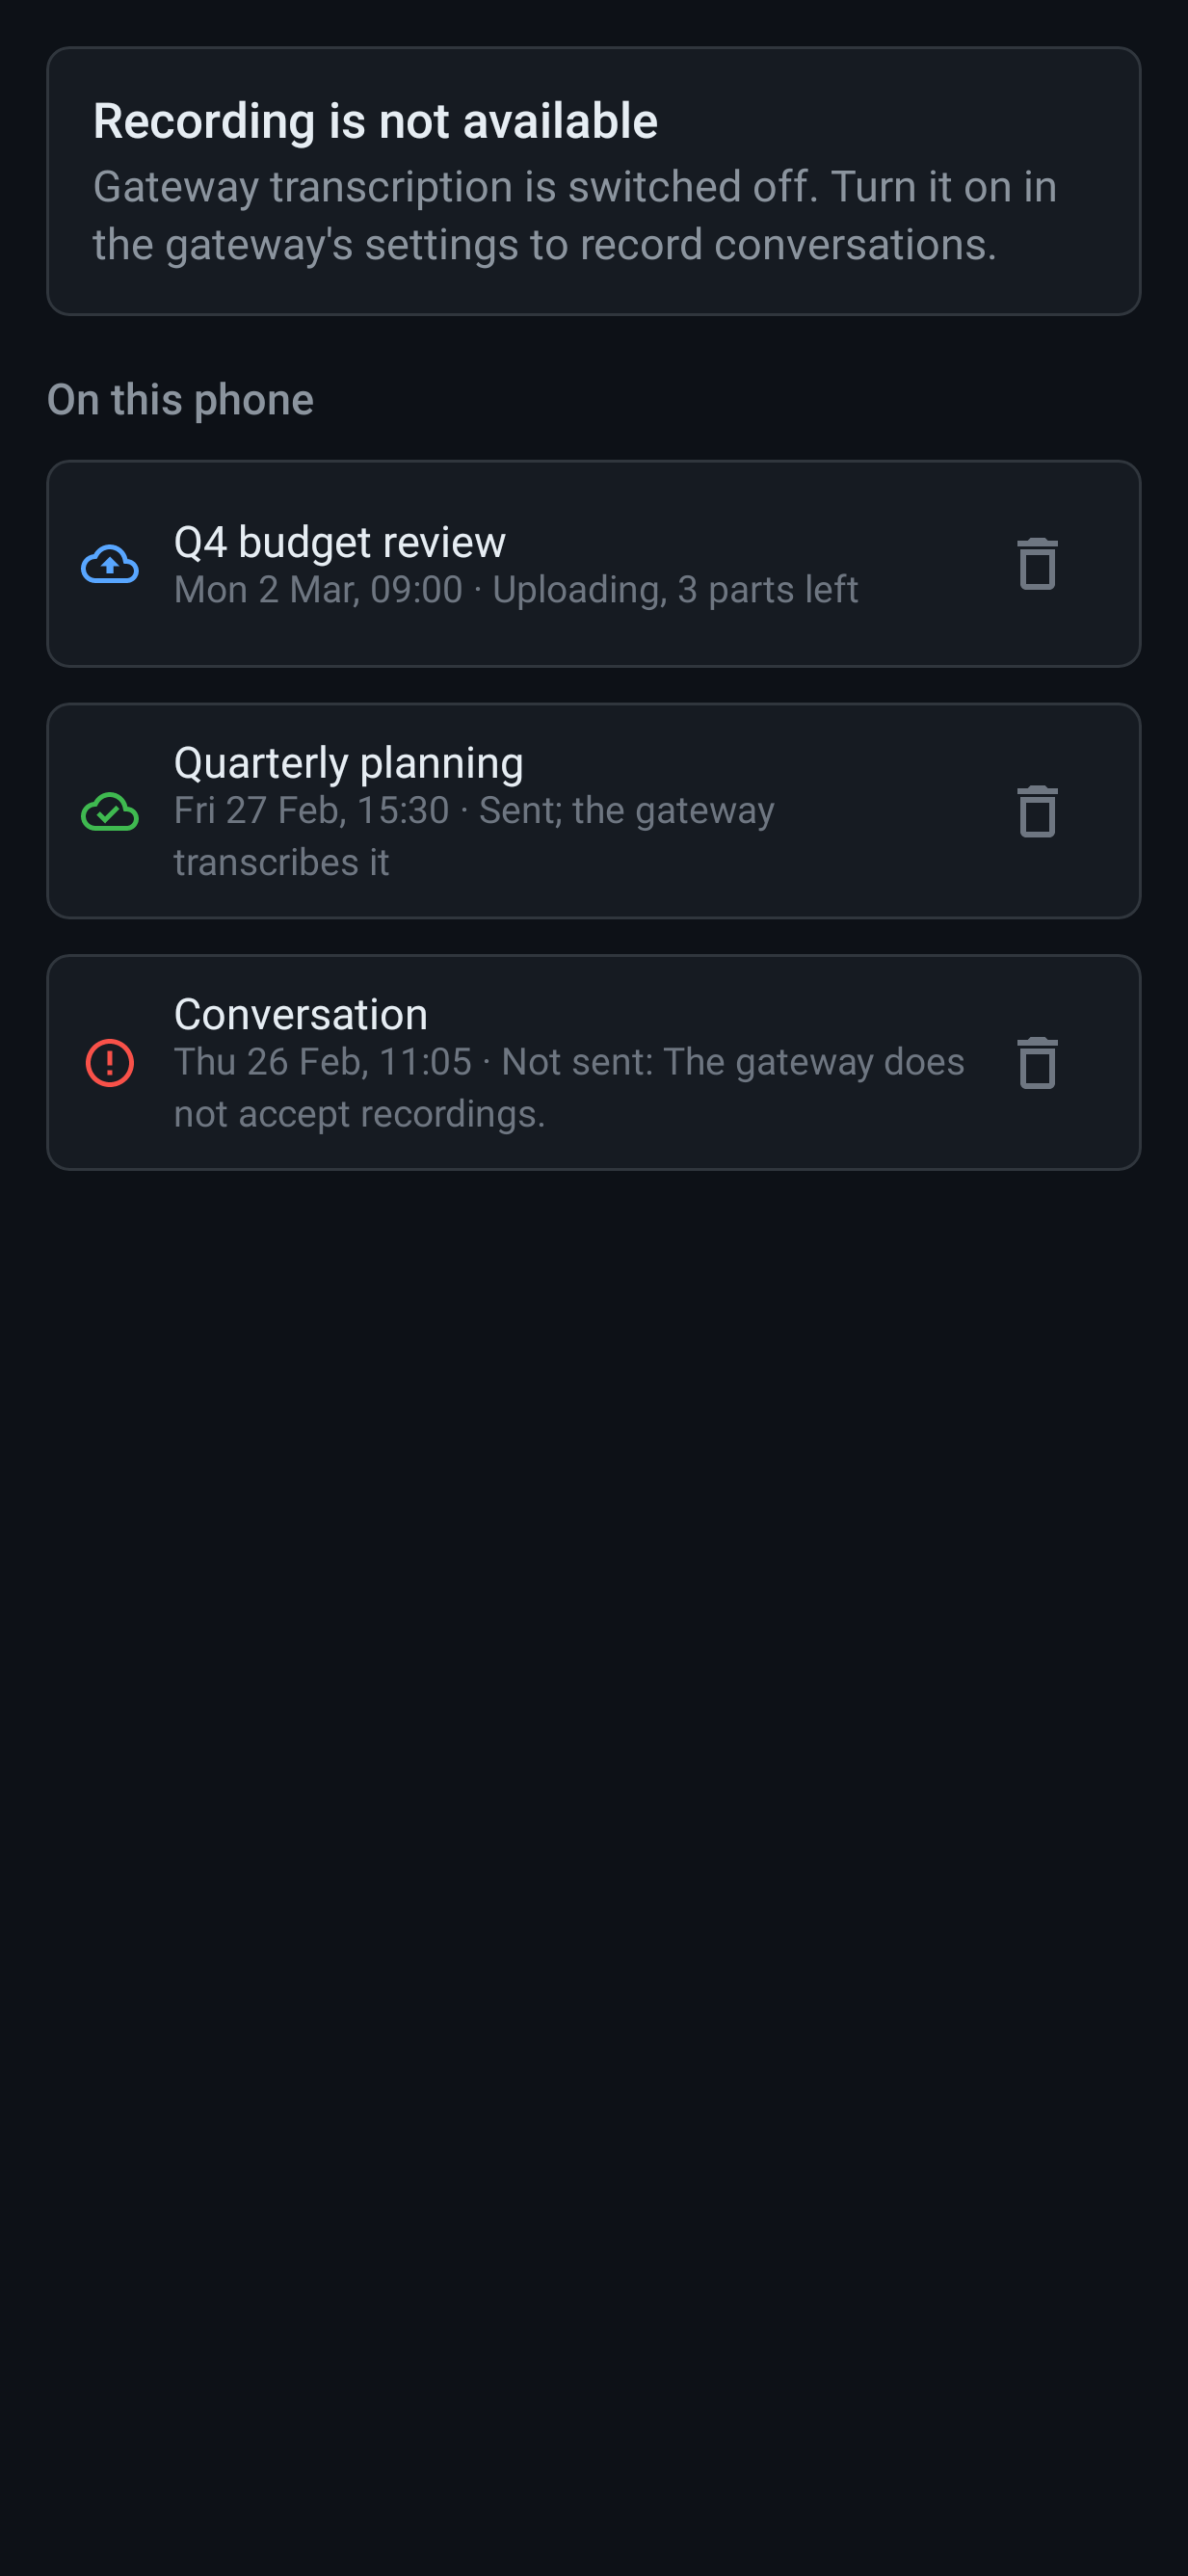 Recording is not available
Gateway transcription is switched off. Turn it on in
the gateway's settings to record conversations.
On this phone
Q4 budget review
Mon 2 Mar, 09:00 · Uploading, 3 parts left
Quarterly planning
Fri 27 Feb, 15:30 · Sent; the gateway
transcribes it
Conversation
Thu 26 Feb, 11:05 · Not sent: The gateway does
not accept recordings.